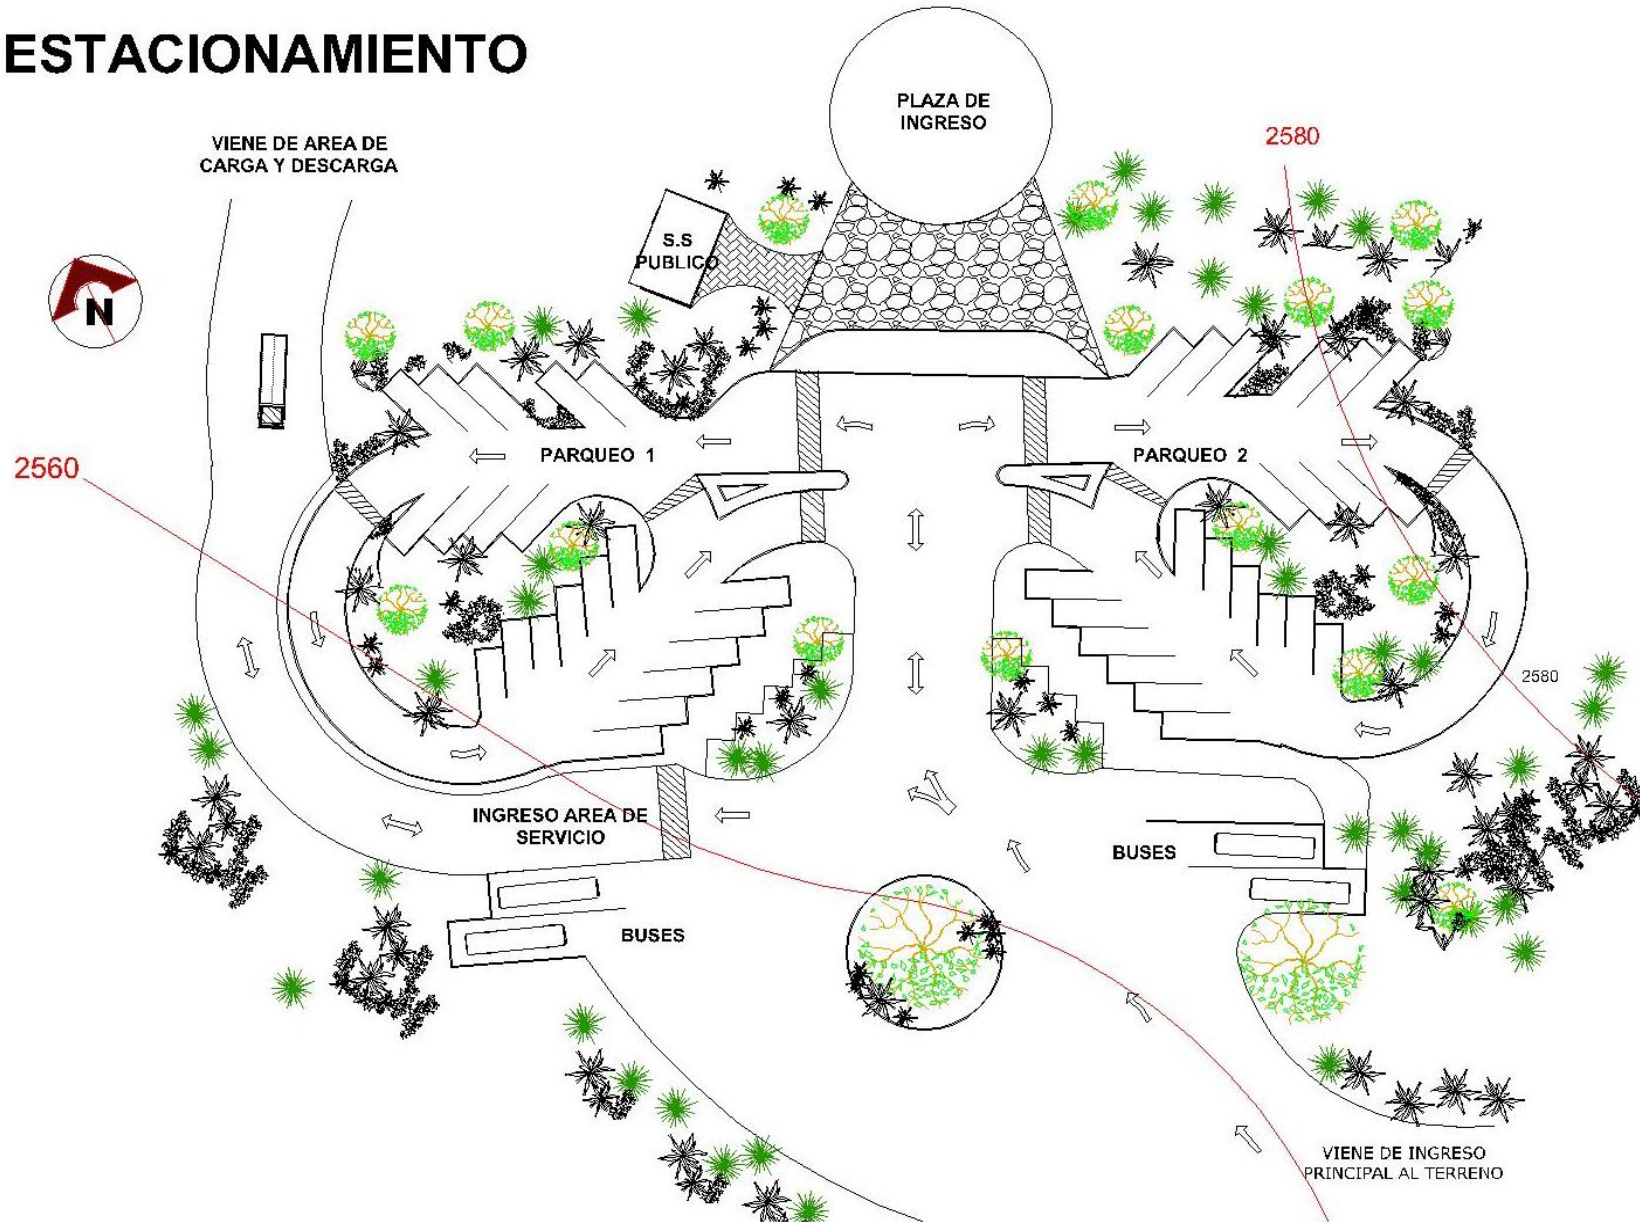 ESTACIONAMIENTO
PLAZA DE
INGRESO
2580
VIENE DE AREA DE
CARGA Y DESCARGA
S.S
PUBLICO
N
2560
PARQUEO 1
PARQUEO 2
2580
INGRESO AREA DE
SERVICIO
BUSES
BUSES
VIENE DE INGRESO
PRINCIPAL AL TERRENO